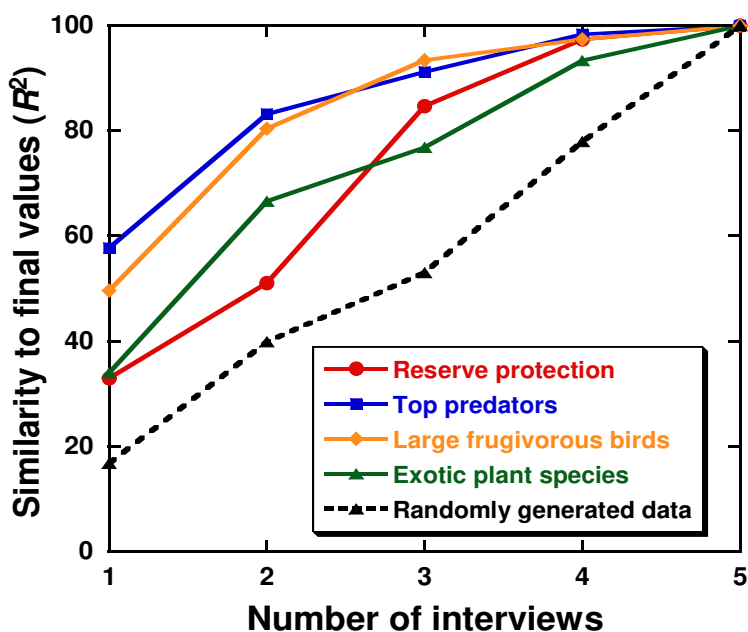 100
80
60
40
20
0
Similarity to final values (R²)
Reserve protection
Top predators
Large frugivorous birds
Exotic plant species
Randomly generated data
1 2 3 4 5
Number of interviews